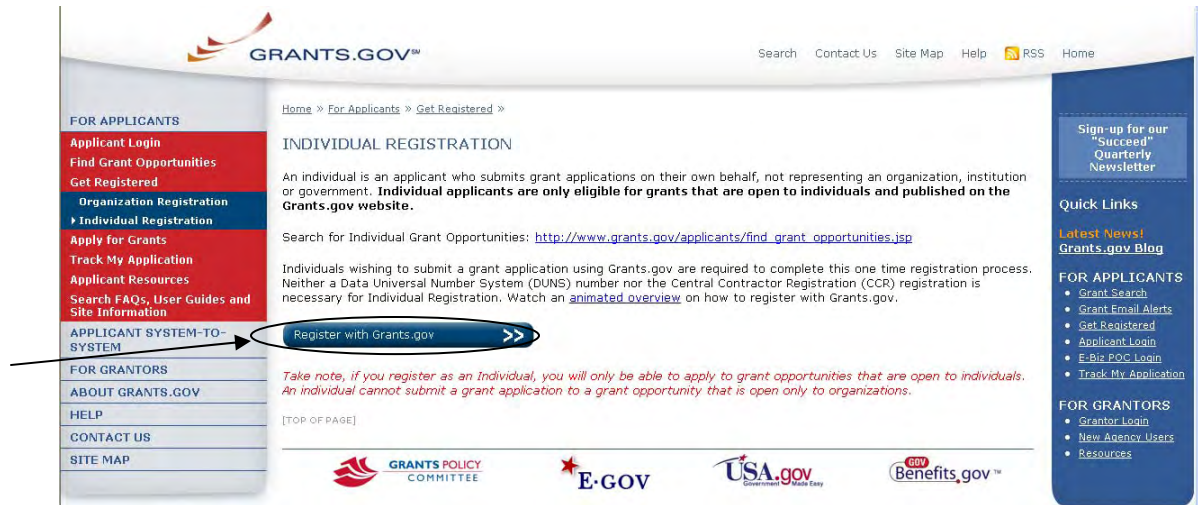 GRANTS.GOV℠
Search Contact Us Site Map Help RSS Home
FOR APPLICANTS
Applicant Login
Find Grant Opportunities
Get Registered
Organization Registration
Individual Registration
Apply for Grants
Track My Application
Applicant Resources
Search FAQs, User Guides and
Site Information
APPLICANT SYSTEM-TO-
SYSTEM
FOR GRANTORS
ABOUT GRANTS.GOV
HELP
CONTACT US
SITE MAP
Home » For Applicants » Get Registered »
INDIVIDUAL REGISTRATION
An individual is an applicant who submits grant applications on their own behalf, not representing an organization, institution
or government. Individual applicants are only eligible for grants that are open to individuals and published on the
Grants.gov website.
Search for Individual Grant Opportunities: http://www.grants.gov/applicants/find_grant_opportunities.jsp
Individuals wishing to submit a grant application using Grants.gov are required to complete this one time registration process.
Neither a Data Universal Number System (DUNS) number nor the Central Contractor Registration (CCR) registration is
necessary for Individual Registration. Watch an animated overview on how to register with Grants.gov.
Register with Grants.gov >>
Take note, if you register as an Individual, you will only be able to apply to grant opportunities that are open to individuals.
An individual cannot submit a grant application to a grant opportunity that is open only to organizations.
[TOP OF PAGE]
GRANTS POLICY
COMMITTEE
E-GOV
USA.gov
Government Made Easy
GOV
Benefits.gov ™
Sign-up for our
"Succeed"
Quarterly
Newsletter
Quick Links
Latest News!
Grants.gov Blog
FOR APPLICANTS
Grant Search
Grant Email Alerts
Get Registered
Applicant Login
E-Biz POC Login
Track My Application
FOR GRANTORS
Grantor Login
New Agency Users
Resources